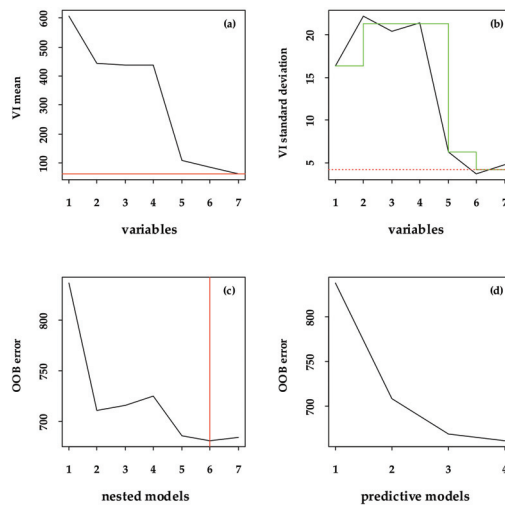 (a)
VI mean
600
500
400
300
200
100
1 2 3 4 5 6 7
variables
(b)
VI standard deviation
20
15
10
5
1 2 3 4 5 6 7
variables
(c)
OOB error
800
750
700
1 2 3 4 5 6 7
nested models
(d)
OOB error
800
750
700
1 2 3 4
predictive models